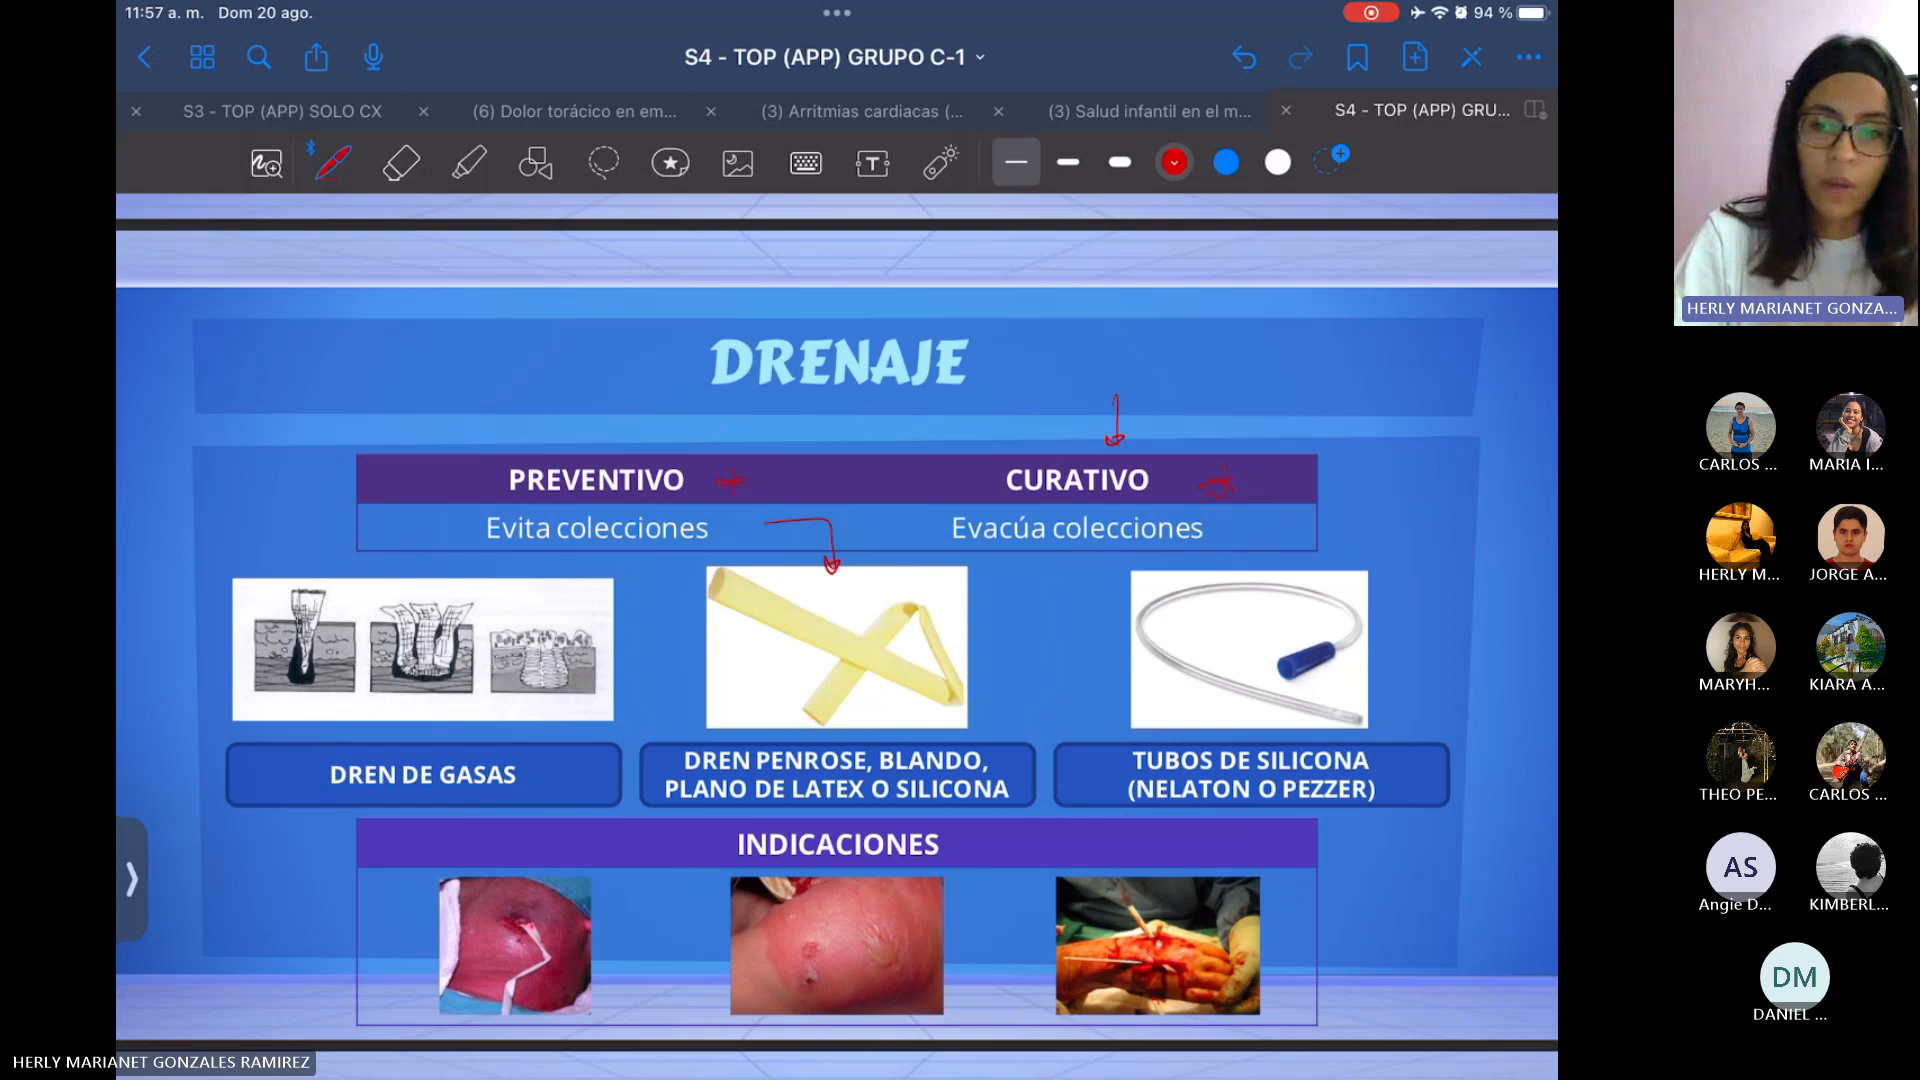 11:57 a. m. Dom 20 ago.
94 %
S4 - TOP (APP) GRUPO C-1
S3 - TOP (APP) SOLO CX
(6) Dolor torácico en em...
(3) Arritmias cardiacas (...
(3) Salud infantil en el m...
S4 - TOP (APP) GRU...
DRENAJE
PREVENTIVO CURATIVO
Evita colecciones Evacúa colecciones
DREN DE GASAS
DREN PENROSE, BLANDO,
PLANO DE LATEX O SILICONA
TUBOS DE SILICONA
(NELATON O PEZZER)
INDICACIONES
HERLY MARIANET GONZALES RAMIREZ
HERLY MARIANET GONZA...
CARLOS ... MARIA I...
HERLY M... JORGE A...
MARYH... KIARA A...
THEO PE... CARLOS ...
AS
Angie D... KIMBERL...
DM
DANIEL ...